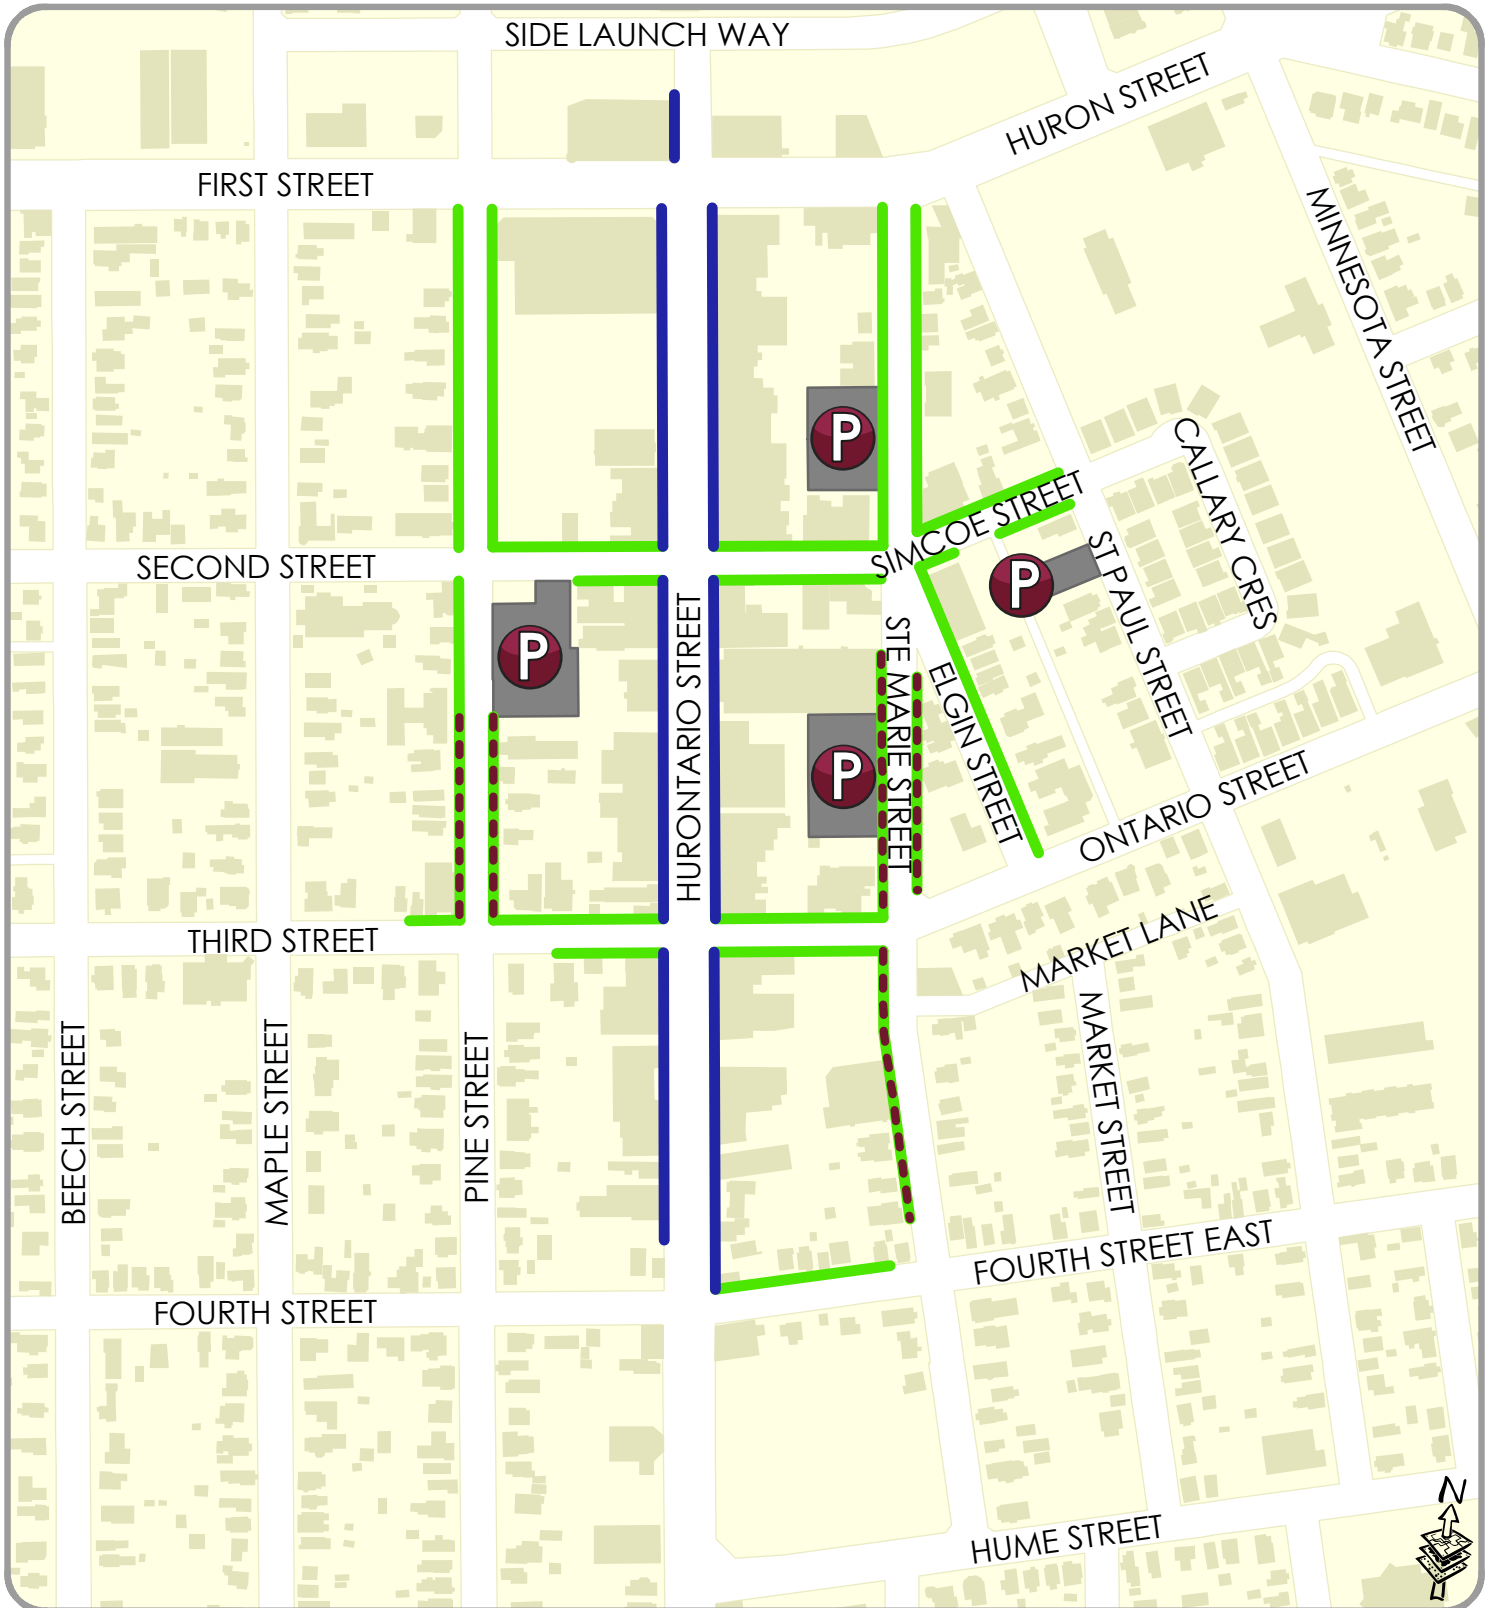 SIDE LAUNCH WAY
HURON STREET
FIRST STREET
MINNESOTA STREET
P
CALLARY CRES
SIMCOE STREET
SECOND STREET
P
ST PAUL STREET
HURONTARIO STREET
STE MARIE STREET
P
ELGIN STREET
P
ONTARIO STREET
THIRD STREET
MARKET LANE
MARKET STREET
BEECH STREET
MAPLE STREET
PINE STREET
FOURTH STREET EAST
FOURTH STREET
N
HUME STREET